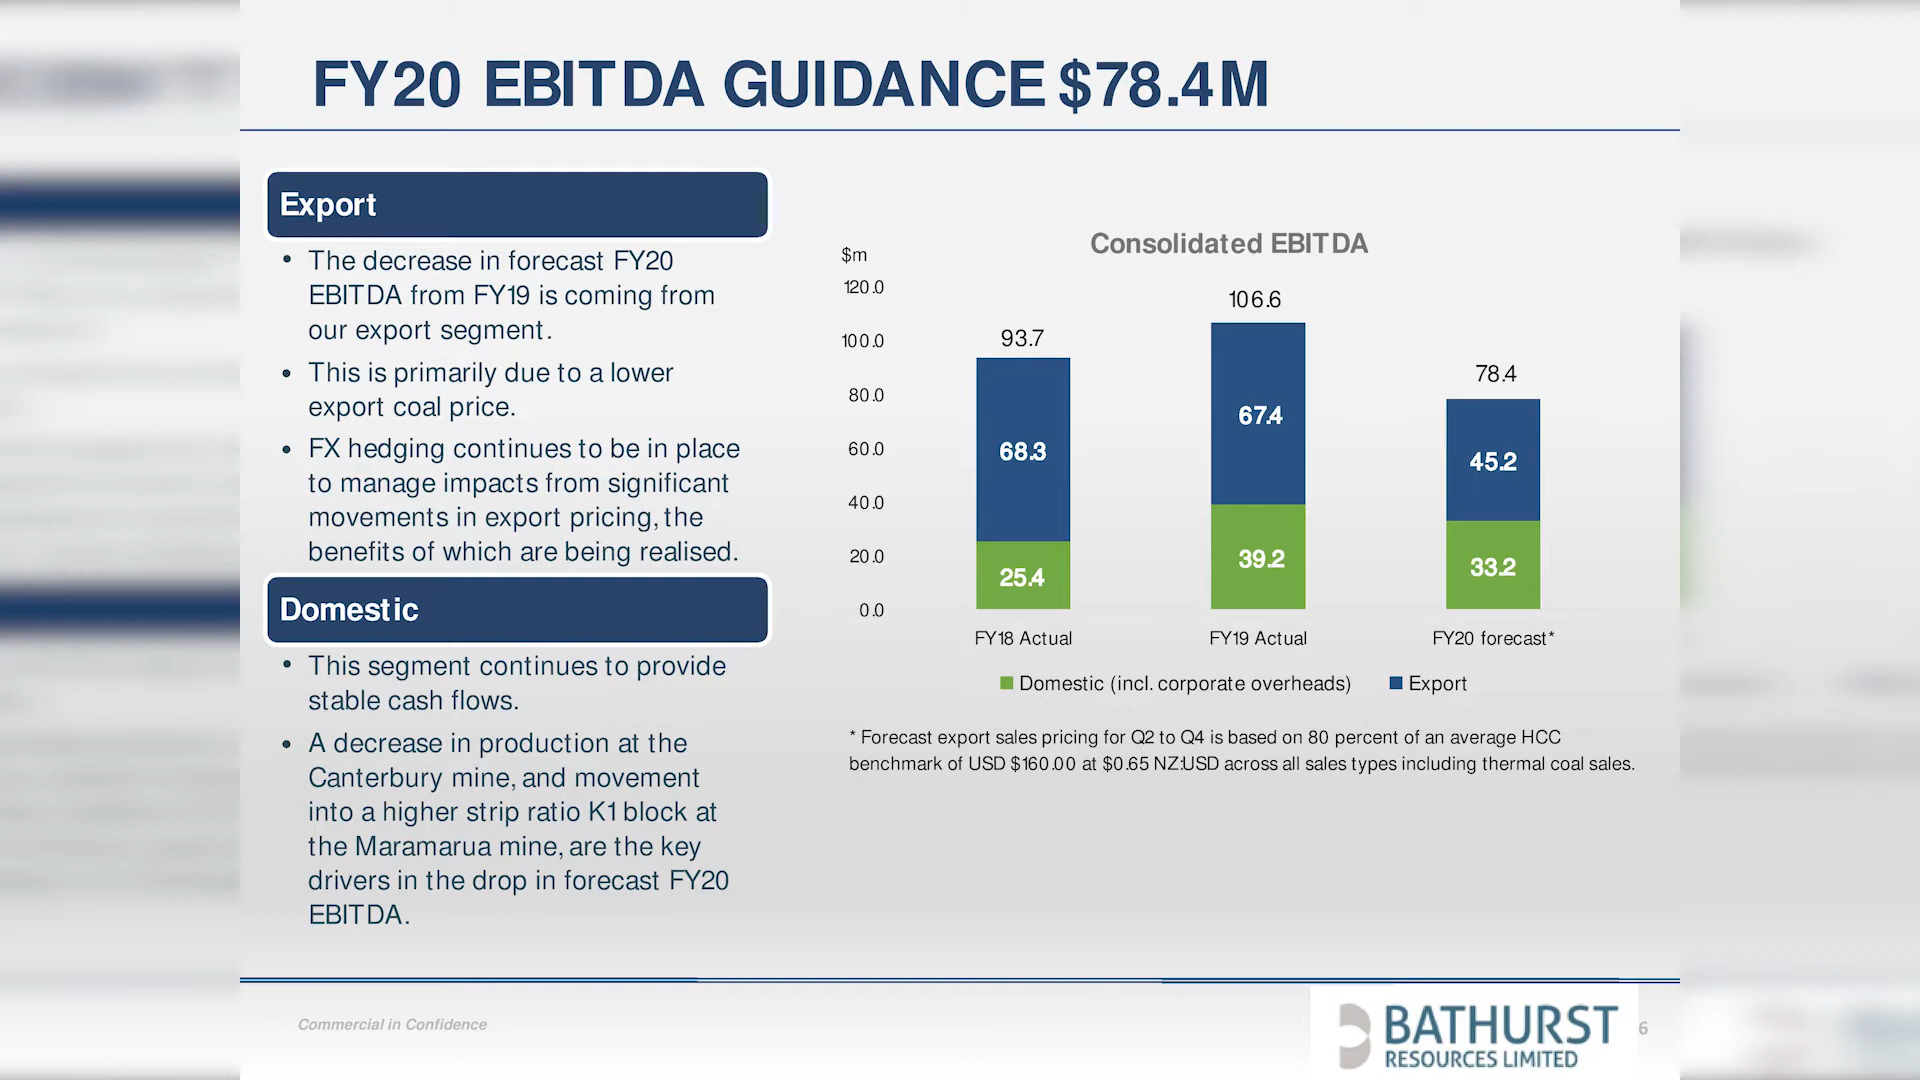 FY20 EBITDA GUIDANCE $78.4M
Export
• The decrease in forecast FY20
EBITDA from FY19 is coming from
our export segment.
• This is primarily due to a lower
export coal price.
• FX hedging continues to be in place
to manage impacts from significant
movements in export pricing, the
benefits of which are being realised.
Domestic
• This segment continues to provide
stable cash flows.
• A decrease in production at the
Canterbury mine, and movement
into a higher strip ratio K1 block at
the Maramarua mine, are the key
drivers in the drop in forecast FY20
EBITDA.
Consolidated EBITDA
$m
120.0
100.0
80.0
60.0
40.0
20.0
0.0
93.7
68.3
25.4
106.6
67.4
39.2
78.4
45.2
33.2
FY18 Actual
FY19 Actual
FY20 forecast*
Domestic (incl. corporate overheads)
Export
* Forecast export sales pricing for Q2 to Q4 is based on 80 percent of an average HCC
benchmark of USD $160.00 at $0.65 NZ:USD across all sales types including thermal coal sales.
Commercial in Confidence
BATHURST
RESOURCES LIMITED
6